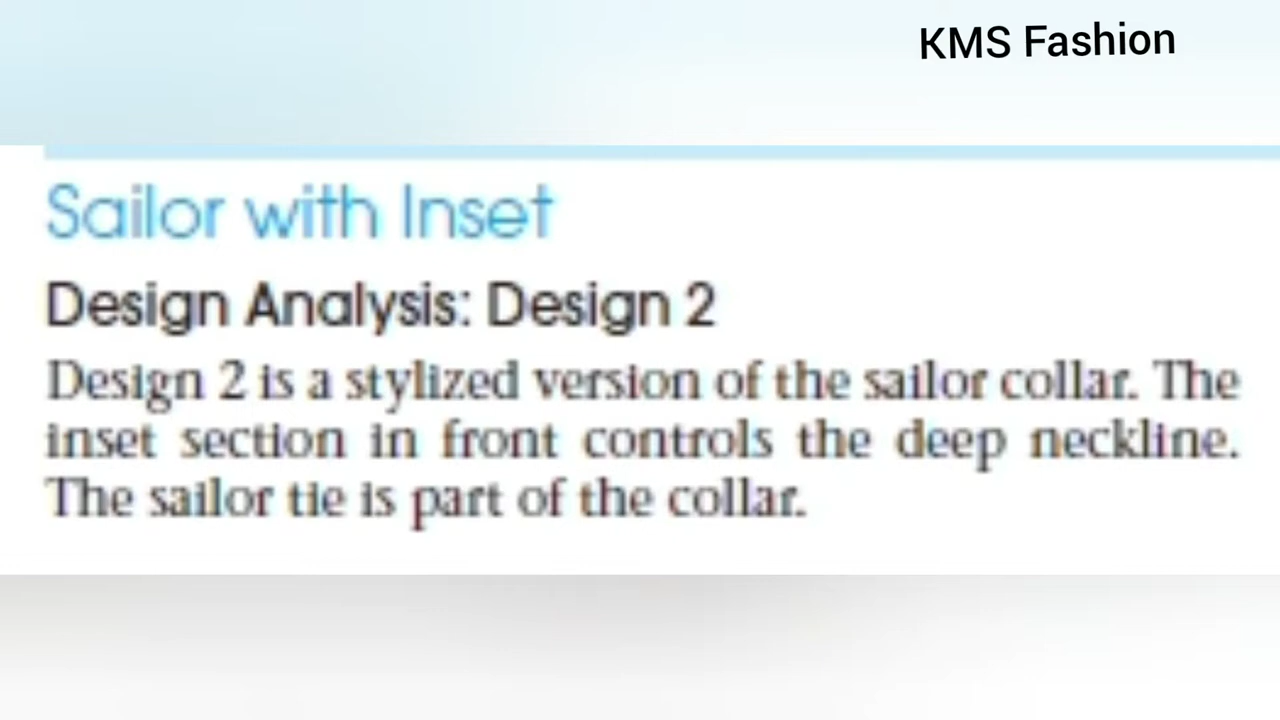 KMS Fashion
Sailor with Inset
Design Analysis: Design 2
Design 2 is a stylized version of the sailor collar. The
inset section in front controls the deep neckline.
The sailor tie is part of the collar.